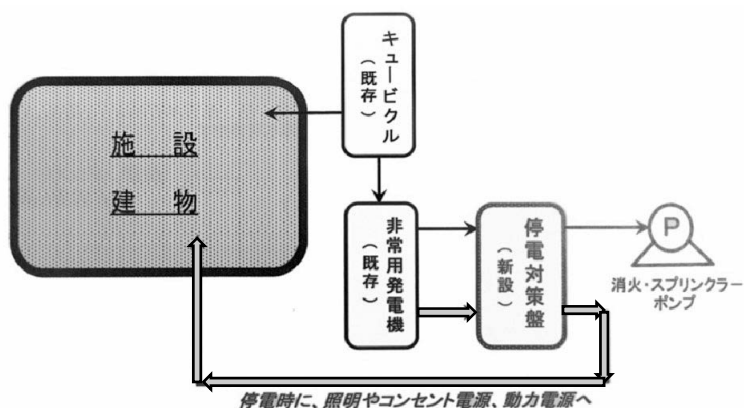 キュービクル
（既存）
施　設
建　物
非常用発電機
（既存）
停電対策盤
（新設）
P
消火・スプリンクラー
ポンプ
停電時に、照明やコンセント電源、動力電源へ